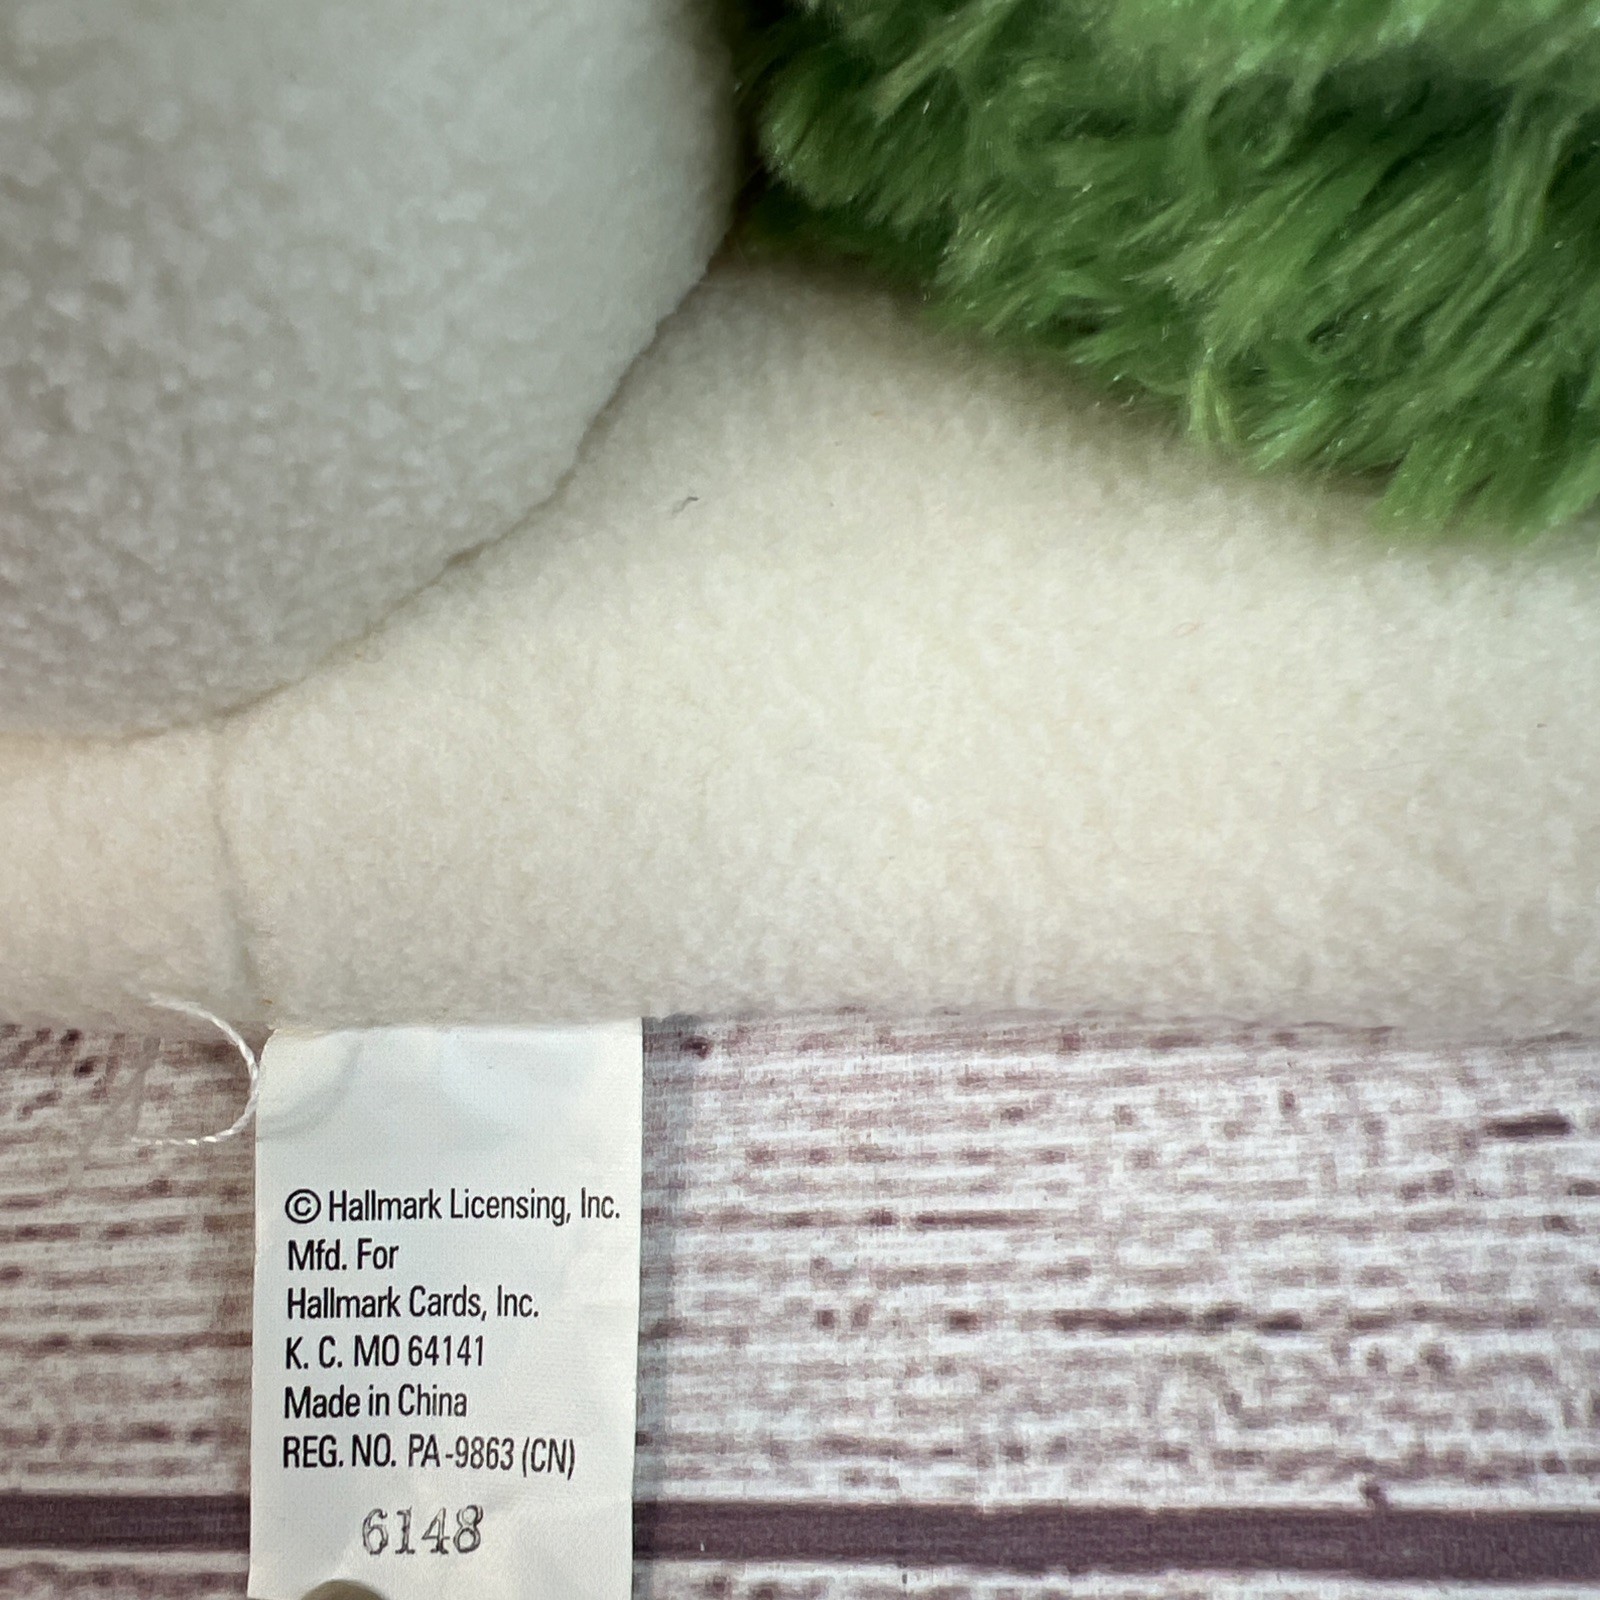 © Hallmark Licensing, Inc.
Mfd. For
Hallmark Cards, Inc.
K. C. MO 64141
Made in China
REG. NO. PA-9863 (CN)
6148